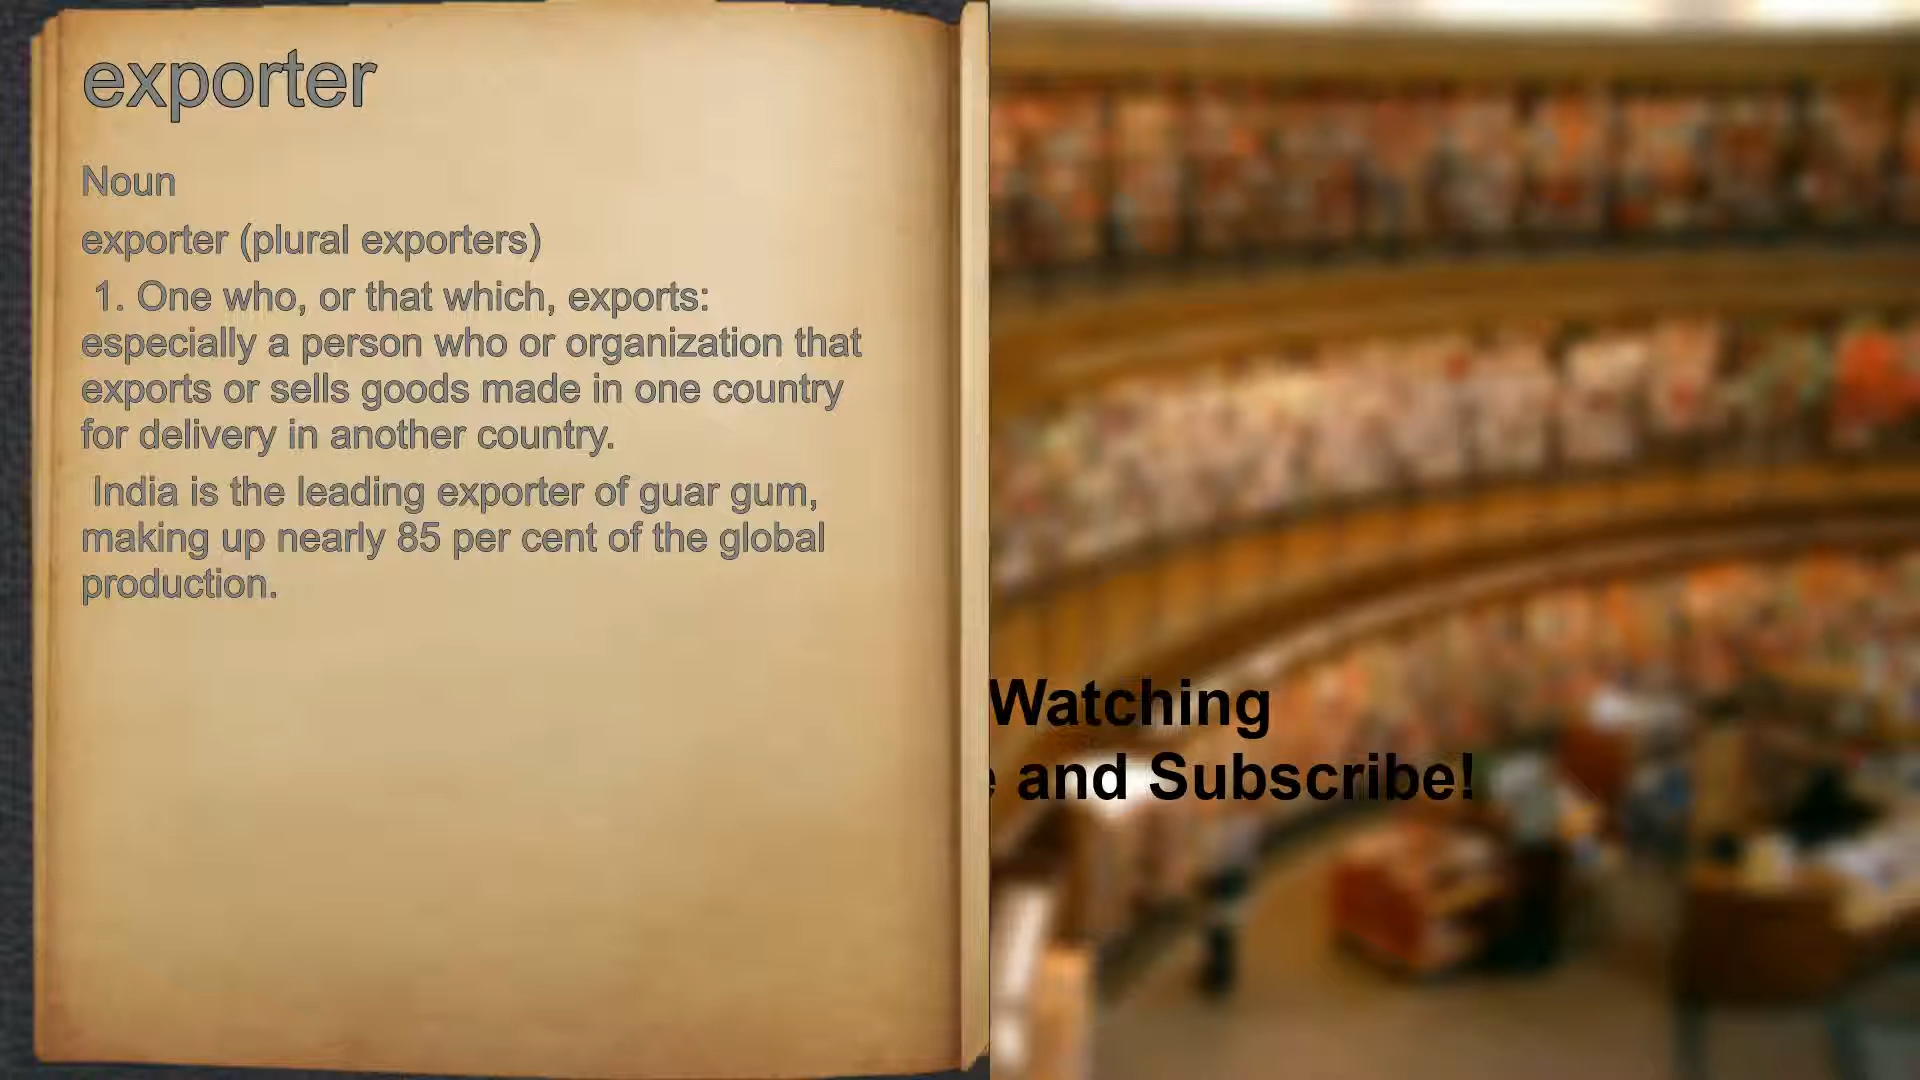 exporter
Noun
exporter (plural exporters)
1. One who, or that which, exports:
especially a person who or organization that
exports or sells goods made in one country
for delivery in another country.
India is the leading exporter of guar gum,
making up nearly 85 per cent of the global
production.
Watching
e and Subscribe!